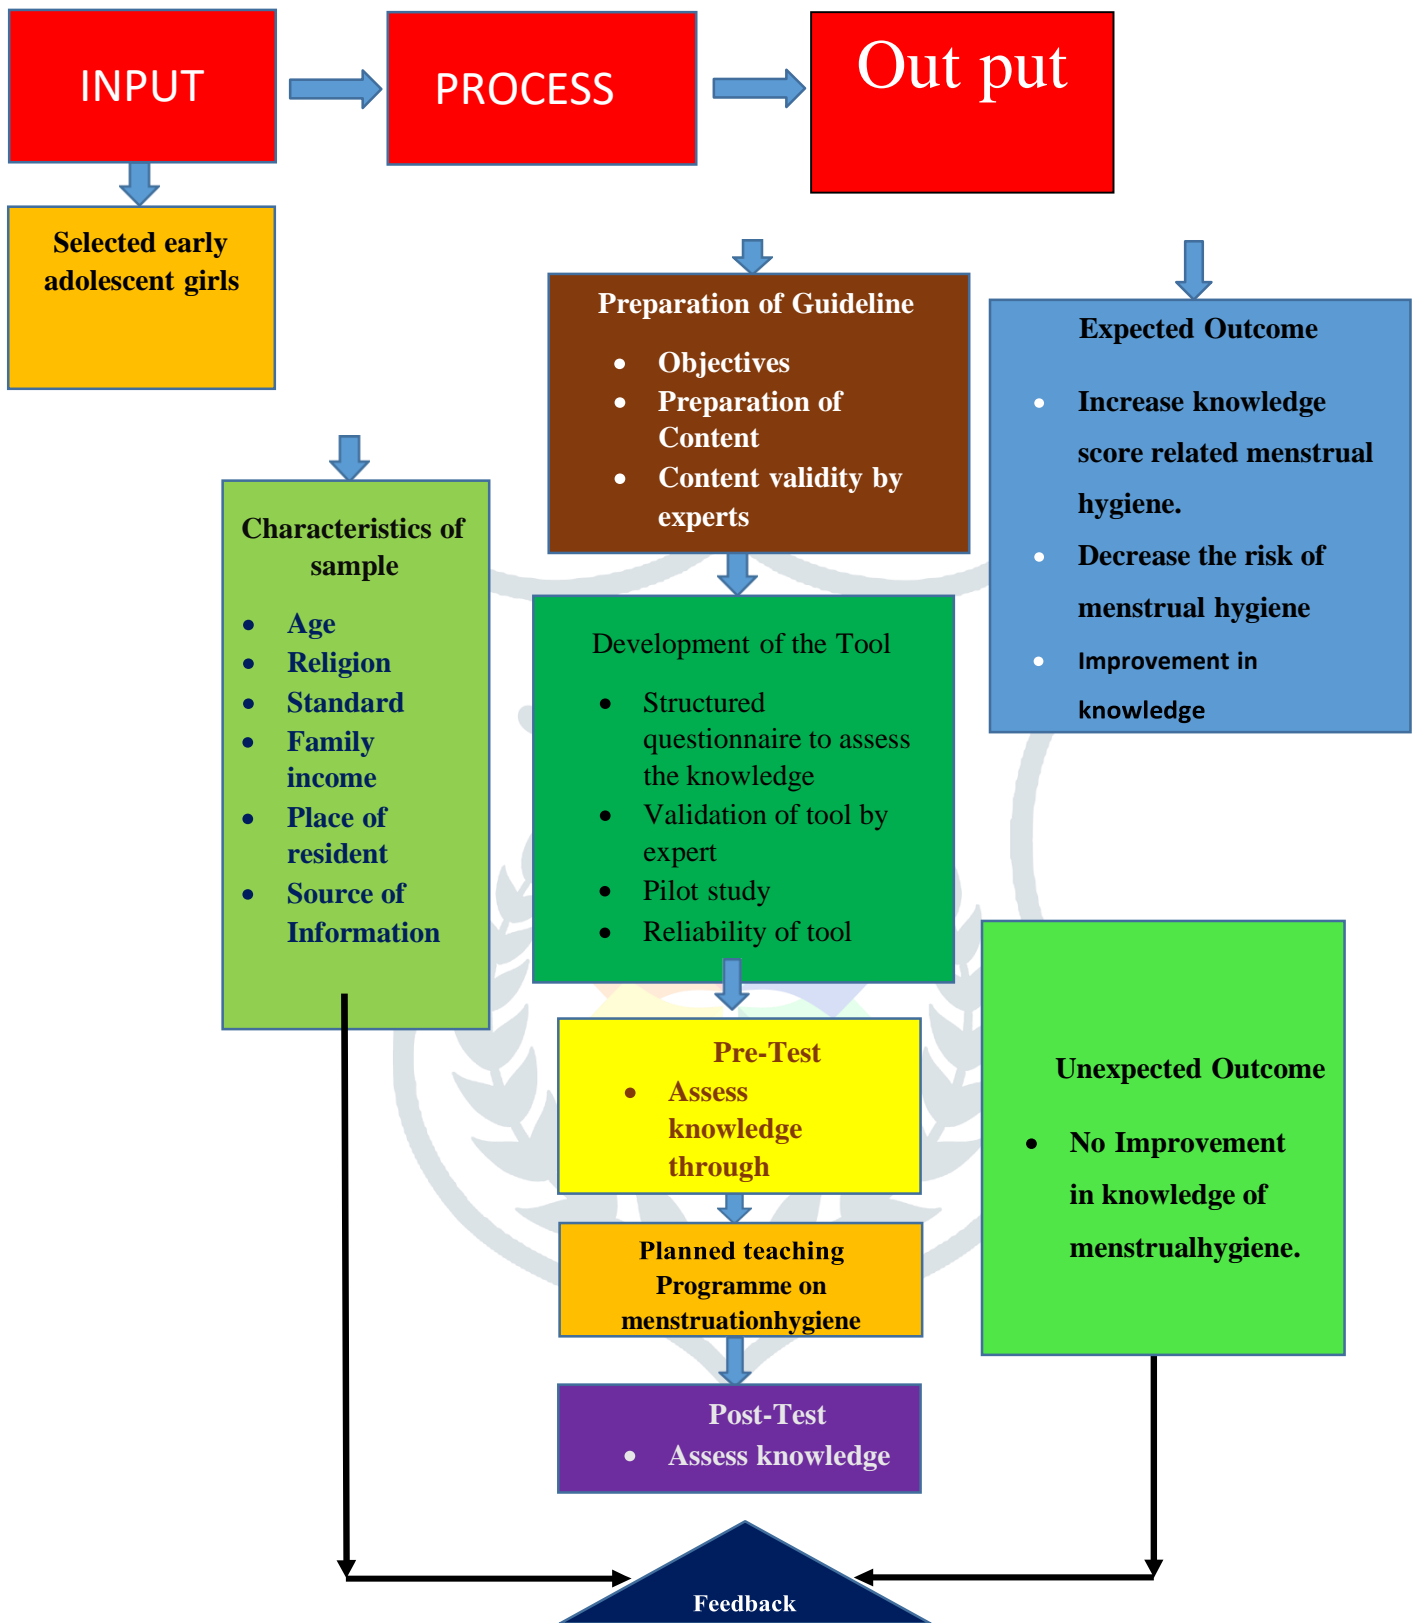 INPUT
PROCESS
Out put
Selected early
adolescent girls
Characteristics of
sample
• Age
• Religion
• Standard
• Family
income
• Place of
resident
• Source of
Information
Preparation of Guideline
• Objectives
• Preparation of
Content
• Content validity by
experts
Development of the Tool
• Structured
questionnaire to assess
the knowledge
• Validation of tool by
expert
• Pilot study
• Reliability of tool
Pre-Test
• Assess
knowledge
through
Planned teaching
Programme on
menstruationhygiene
Post-Test
• Assess knowledge
Expected Outcome
• Increase knowledge
score related menstrual
hygiene.
• Decrease the risk of
menstrual hygiene
• Improvement in
knowledge
Unexpected Outcome
• No Improvement
in knowledge of
menstrualhygiene.
Feedback